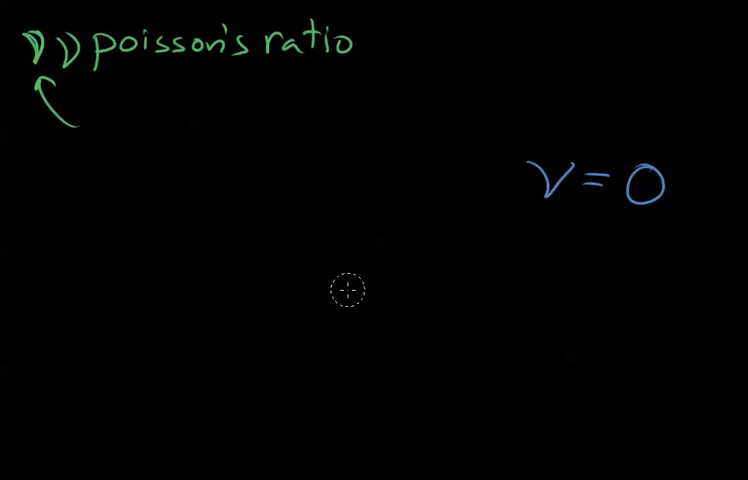 ν ν poisson's ratio
ν = 0